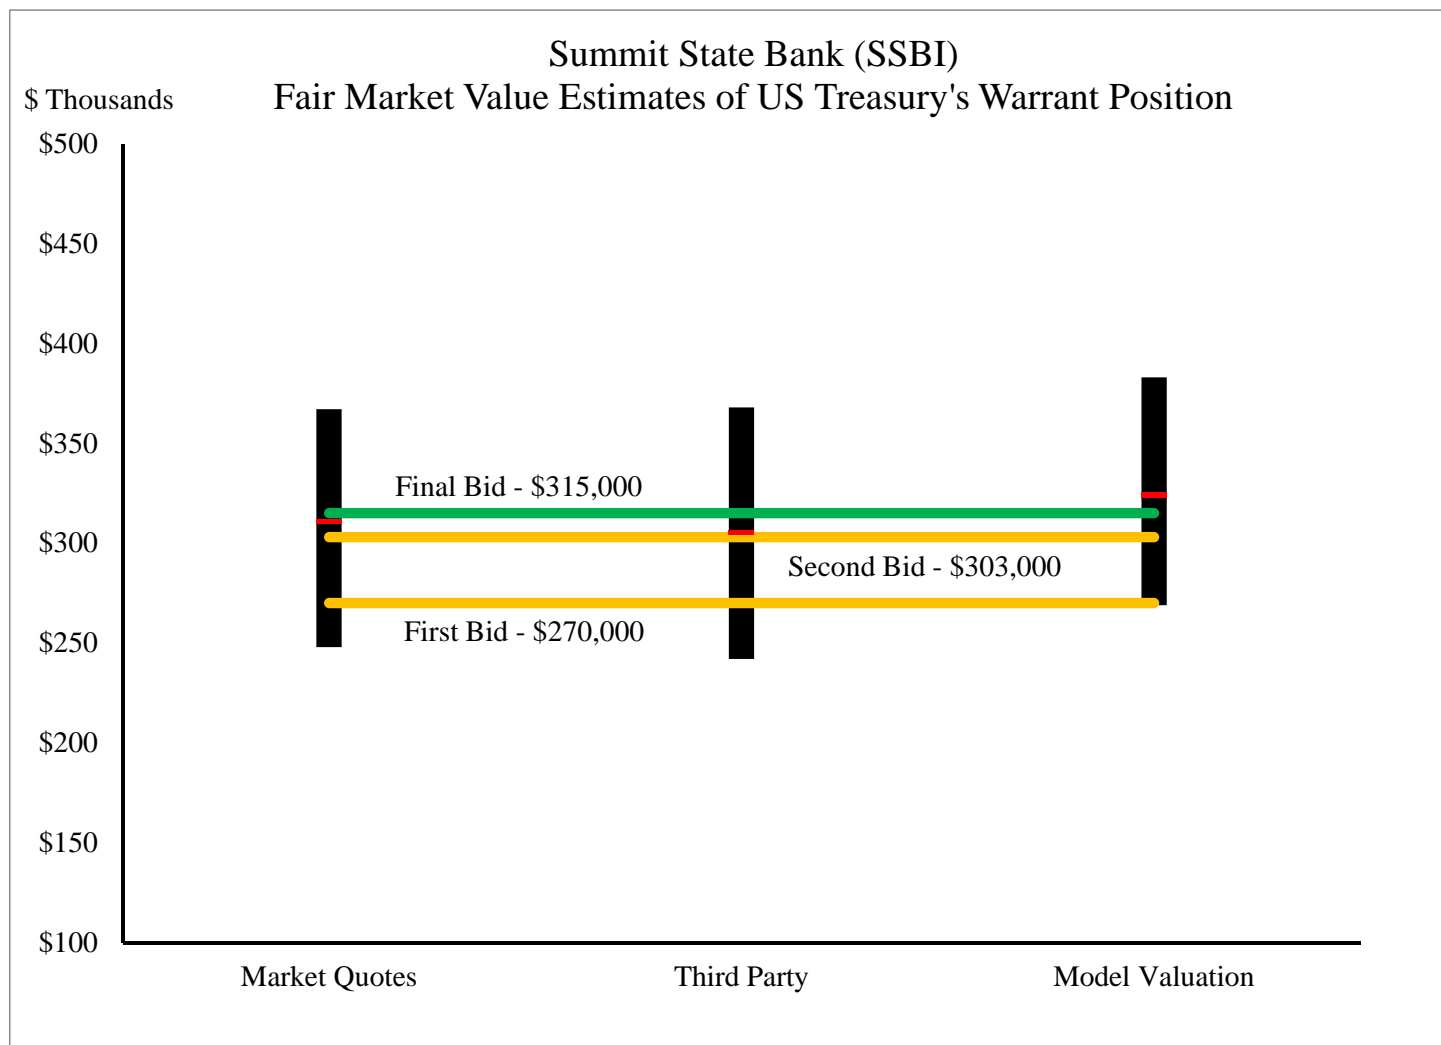 Summit State Bank (SSBI)
Fair Market Value Estimates of US Treasury's Warrant Position
$ Thousands
$500
$450
$400
$350
$300
$250
$200
$150
$100
Final Bid - $315,000
Second Bid - $303,000
First Bid - $270,000
Market Quotes
Third Party
Model Valuation